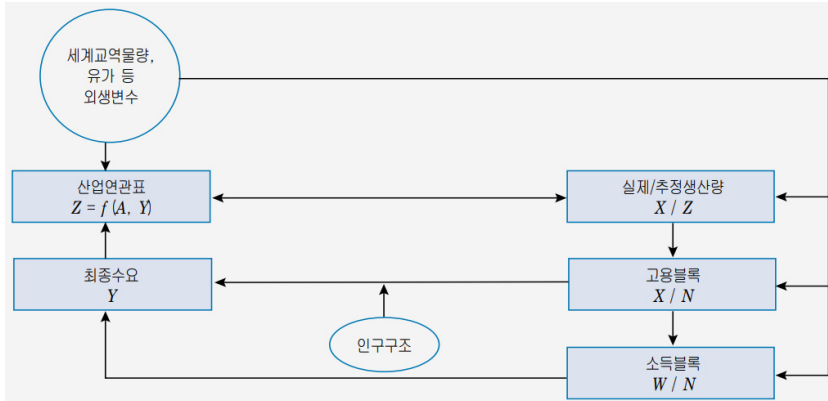 세계교역물량,
유가 등
외생변수
산업연관표
Z = f (A, Y)
실제/추정생산량
X / Z
최종수요
Y
고용블록
X / N
인구구조
소득블록
W / N